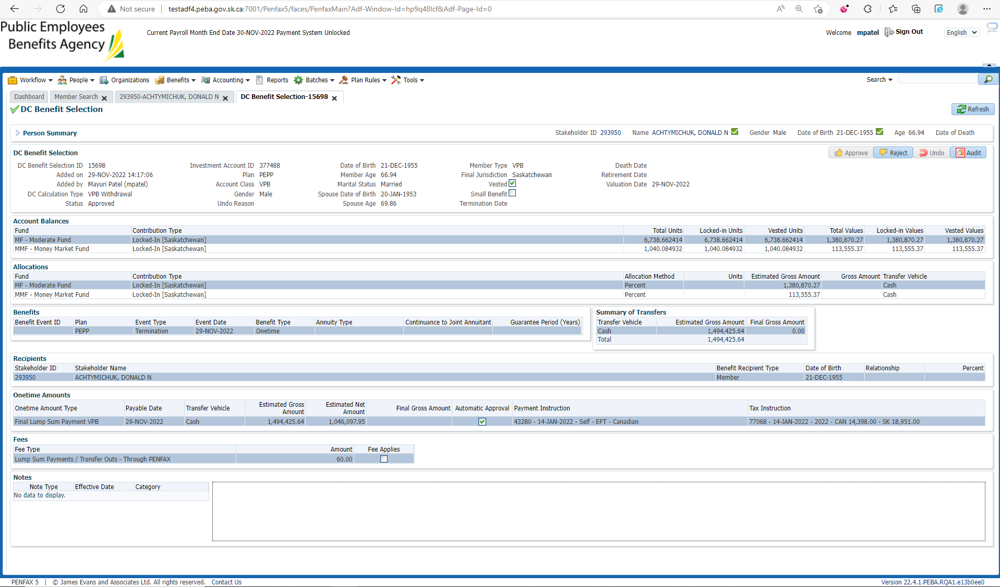 Not secure | testadf4.peba.gov.sk.ca:7001/Penfax5/faces/PenfaxMain?Adf-Window-Id=hp9q48lcf&Adf-Page-Id=0
Public Employees
Benefits Agency
Current Payroll Month End Date 30-NOV-2022 Payment System Unlocked
Welcome mpatel Sign Out English
Workflow People Organizations Benefits Accounting Reports Batches Plan Rules Tools Search
Dashboard Member Search 293950-ACHTYMICHUK, DONALD N DC Benefit Selection-15698
DC Benefit Selection Refresh
Person Summary Stakeholder ID 293950 Name ACHTYMICHUK, DONALD N Gender Male Date of Birth 21-DEC-1955 Age 66.94 Date of Death
DC Benefit Selection Approve Reject Undo Audit
DC Benefit Selection ID 15698 Investment Account ID 377488 Date of Birth 21-DEC-1955 Member Type VPB Death Date
Added on 29-NOV-2022 14:17:06 Plan PEPP Member Age 66.94 Final Jurisdiction Saskatchewan Retirement Date
Added by Mayuri Patel (mpatel) Account Class VPB Marital Status Married Vested Valuation Date 29-NOV-2022
DC Calculation Type VPB Withdrawal Gender Male Spouse Date of Birth 20-JAN-1953 Small Benefit
Status Approved Undo Reason Spouse Age 69.86 Termination Date
Account Balances
Fund Contribution Type Total Units Locked-in Units Vested Units Total Values Locked-in Values Vested Values
MF - Moderate Fund Locked-In [Saskatchewan] 6,738.662414 6,738.662414 6,738.662414 1,380,870.27 1,380,870.27 1,380,870.27
MMF - Money Market Fund Locked-In [Saskatchewan] 1,040.084932 1,040.084932 1,040.084932 113,555.37 113,555.37 113,555.37
Allocations
Fund Contribution Type Allocation Method Units Estimated Gross Amount Gross Amount Transfer Vehicle
MF - Moderate Fund Locked-In [Saskatchewan] Percent 1,380,870.27 Cash
MMF - Money Market Fund Locked-In [Saskatchewan] Percent 113,555.37 Cash
Benefits
Benefit Event ID Plan Event Type Event Date Benefit Type Annuity Type Continuance to Joint Annuitant Guarantee Period (Years)
PEPP Termination 29-NOV-2022 Onetime
Summary of Transfers
Transfer Vehicle Estimated Gross Amount Final Gross Amount
Cash 1,494,425.64 0.00
Total 1,494,425.64
Recipients
Stakeholder ID Stakeholder Name Benefit Recipient Type Date of Birth Relationship Percent
293950 ACHTYMICHUK, DONALD N Member 21-DEC-1955
Onetime Amounts
Onetime Amount Type Payable Date Transfer Vehicle Estimated Gross Amount Estimated Net Amount Final Gross Amount Automatic Approval Payment Instruction Tax Instruction
Final Lump Sum Payment VPB 29-NOV-2022 Cash 1,494,425.64 1,046,097.95 43280 - 14-JAN-2022 - Self - EFT - Canadian 77068 - 14-JAN-2022 - 2022 - CAN 14,398.00 - SK 18,951.00
Fees
Fee Type Amount Fee Applies
Lump Sum Payments / Transfer Outs - Through PENFAX 60.00
Notes
Note Type Effective Date Category
No data to display.
PENFAX 5 | © James Evans and Associates Ltd. All rights reserved. Contact Us Version 22.4.1.PEBA.RQA1.e13b0ee0